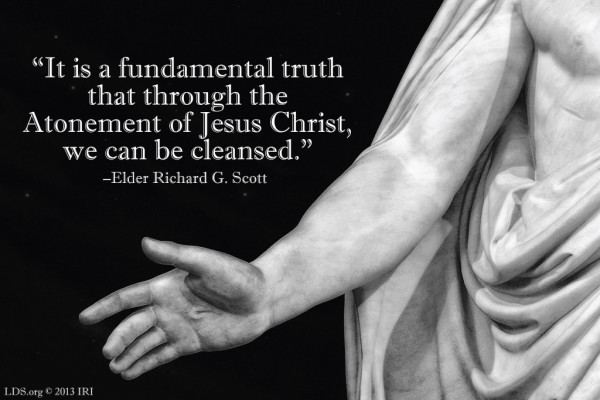 “It is a fundamental truth
that through the
Atonement of Jesus Christ,
we can be cleansed.”
–Elder Richard G. Scott
LDS.org © 2013 IRI